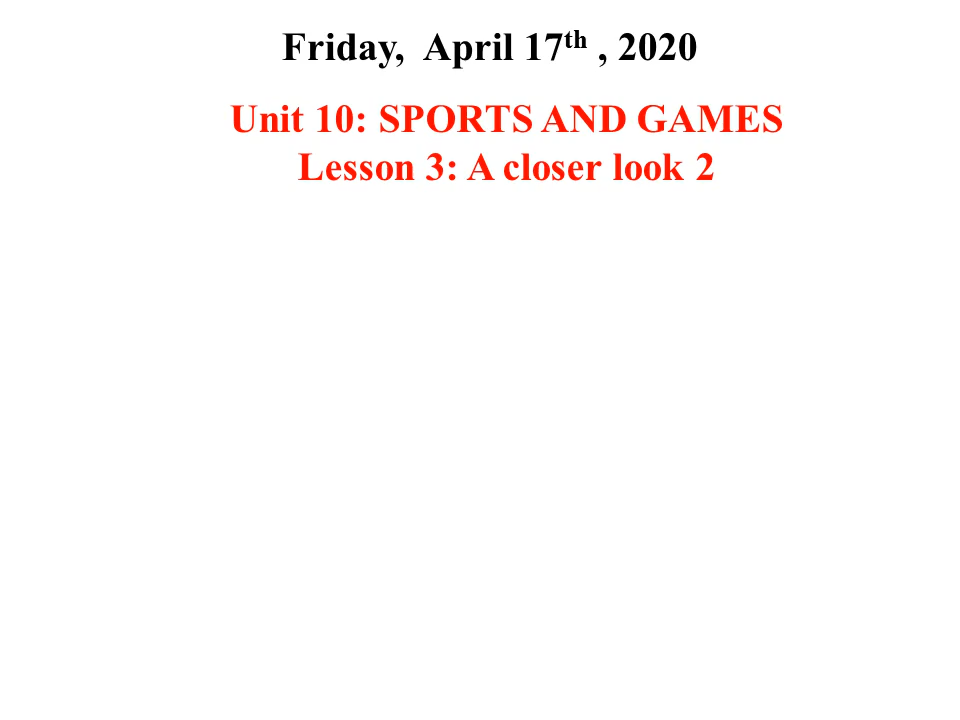 Friday, April 17th , 2020
Unit 10: SPORTS AND GAMES
Lesson 3: A closer look 2